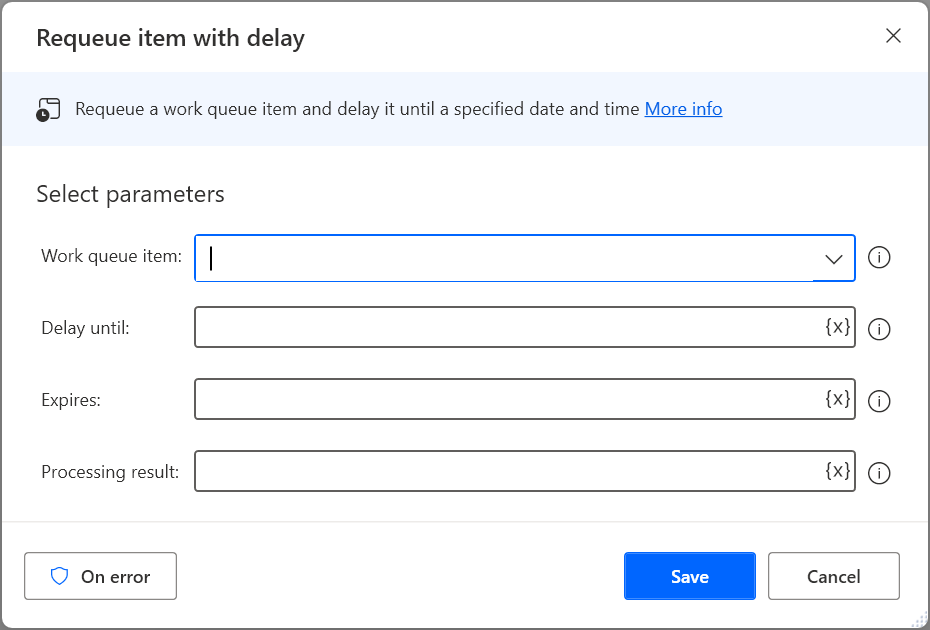 Requeue item with delay
Requeue a work queue item and delay it until a specified date and time More info
Select parameters
Work queue item:
Delay until:
{x}
Expires:
{x}
Processing result:
{x}
On error
Save
Cancel